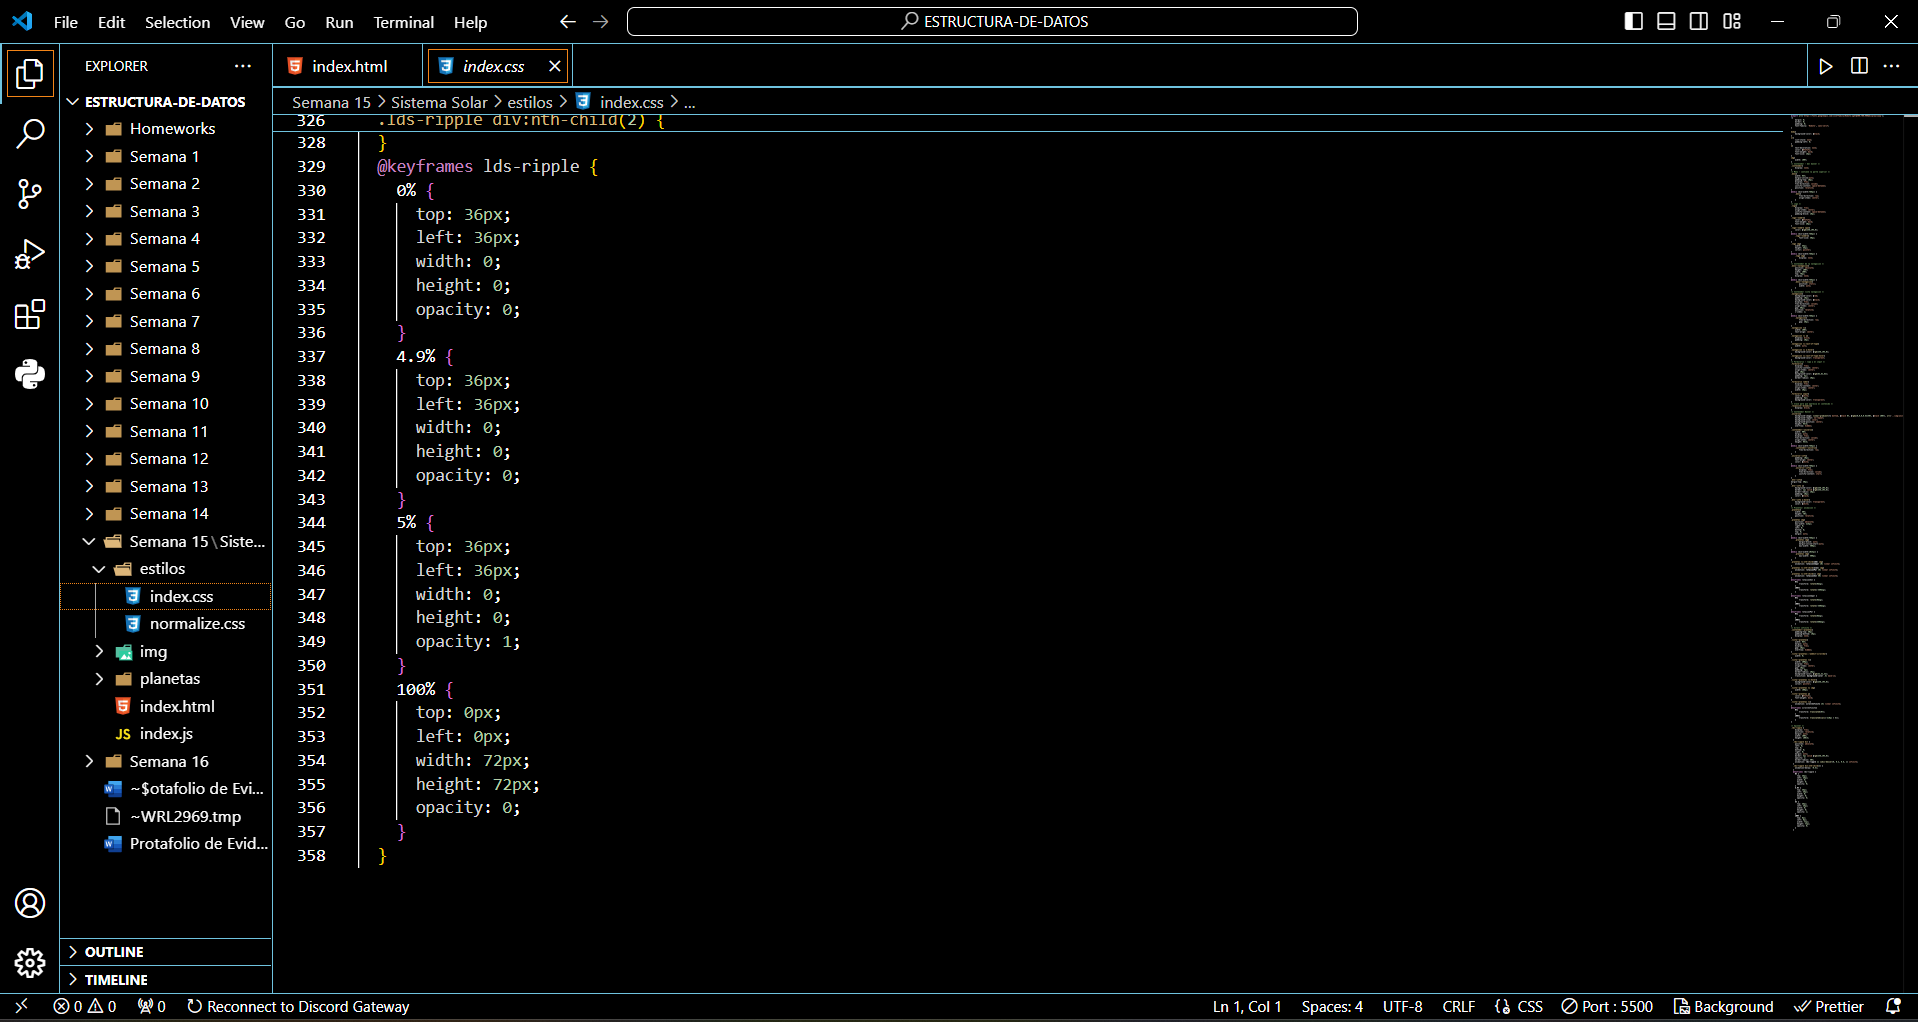 File Edit Selection View Go Run Terminal Help
ESTRUCTURA-DE-DATOS
EXPLORER
ESTRUCTURA-DE-DATOS
Homeworks
Semana 1
Semana 2
Semana 3
Semana 4
Semana 5
Semana 6
Semana 7
Semana 8
Semana 9
Semana 10
Semana 11
Semana 12
Semana 13
Semana 14
Semana 15\Siste...
estilos
index.css
normalize.css
img
planetas
index.html
JS index.js
Semana 16
~$otafolio de Evi...
~WRL2969.tmp
Protafolio de Evid...
OUTLINE
TIMELINE
index.html
index.css
Semana 15 > Sistema Solar > estilos > index.css > ...
326 .lds-ripple div:nth-child(2) {
328 }
329 @keyframes lds-ripple {
330 0% {
331 top: 36px;
332 left: 36px;
333 width: 0;
334 height: 0;
335 opacity: 0;
336 }
337 4.9% {
338 top: 36px;
339 left: 36px;
340 width: 0;
341 height: 0;
342 opacity: 0;
343 }
344 5% {
345 top: 36px;
346 left: 36px;
347 width: 0;
348 height: 0;
349 opacity: 1;
350 }
351 100% {
352 top: 0px;
353 left: 0px;
354 width: 72px;
355 height: 72px;
356 opacity: 0;
357 }
358 }
0 0 0 Reconnect to Discord Gateway
Ln 1, Col 1 Spaces: 4 UTF-8 CRLF CSS Port : 5500 Background Prettier